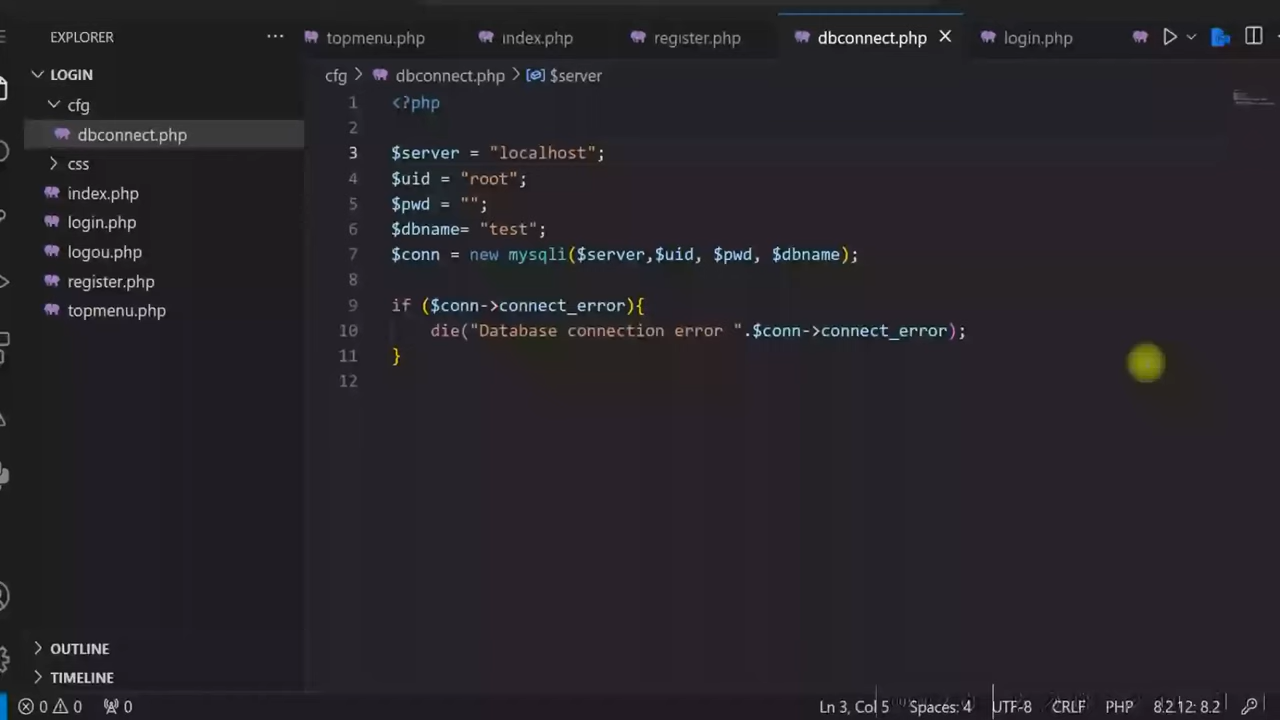 EXPLORER
topmenu.php
index.php
register.php
dbconnect.php
login.php
LOGIN
cfg
dbconnect.php
css
index.php
login.php
logou.php
register.php
topmenu.php
cfg > dbconnect.php > $server
1 <?php
2
3 $server = "localhost";
4 $uid = "root";
5 $pwd = "";
6 $dbname= "test";
7 $conn = new mysqli($server,$uid, $pwd, $dbname);
8
9 if ($conn->connect_error){
10 die("Database connection error ".$conn->connect_error);
11 }
12
OUTLINE
TIMELINE
0 0 0
Ln 3, Col 5 Spaces: 4 UTF-8 CRLF PHP 8.2.12: 8.2